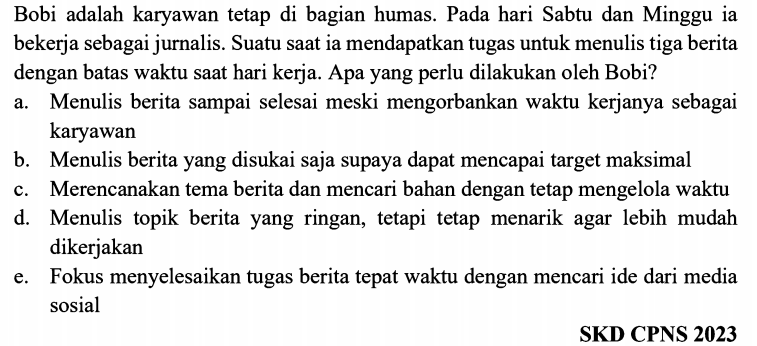 Bobi adalah karyawan tetap di bagian humas. Pada hari Sabtu dan Minggu ia
bekerja sebagai jurnalis. Suatu saat ia mendapatkan tugas untuk menulis tiga berita
dengan batas waktu saat hari kerja. Apa yang perlu dilakukan oleh Bobi?
a. Menulis berita sampai selesai meski mengorbankan waktu kerjanya sebagai
karyawan
b. Menulis berita yang disukai saja supaya dapat mencapai target maksimal
c. Merencanakan tema berita dan mencari bahan dengan tetap mengelola waktu
d. Menulis topik berita yang ringan, tetapi tetap menarik agar lebih mudah
dikerjakan
e. Fokus menyelesaikan tugas berita tepat waktu dengan mencari ide dari media
sosial
SKD CPNS 2023